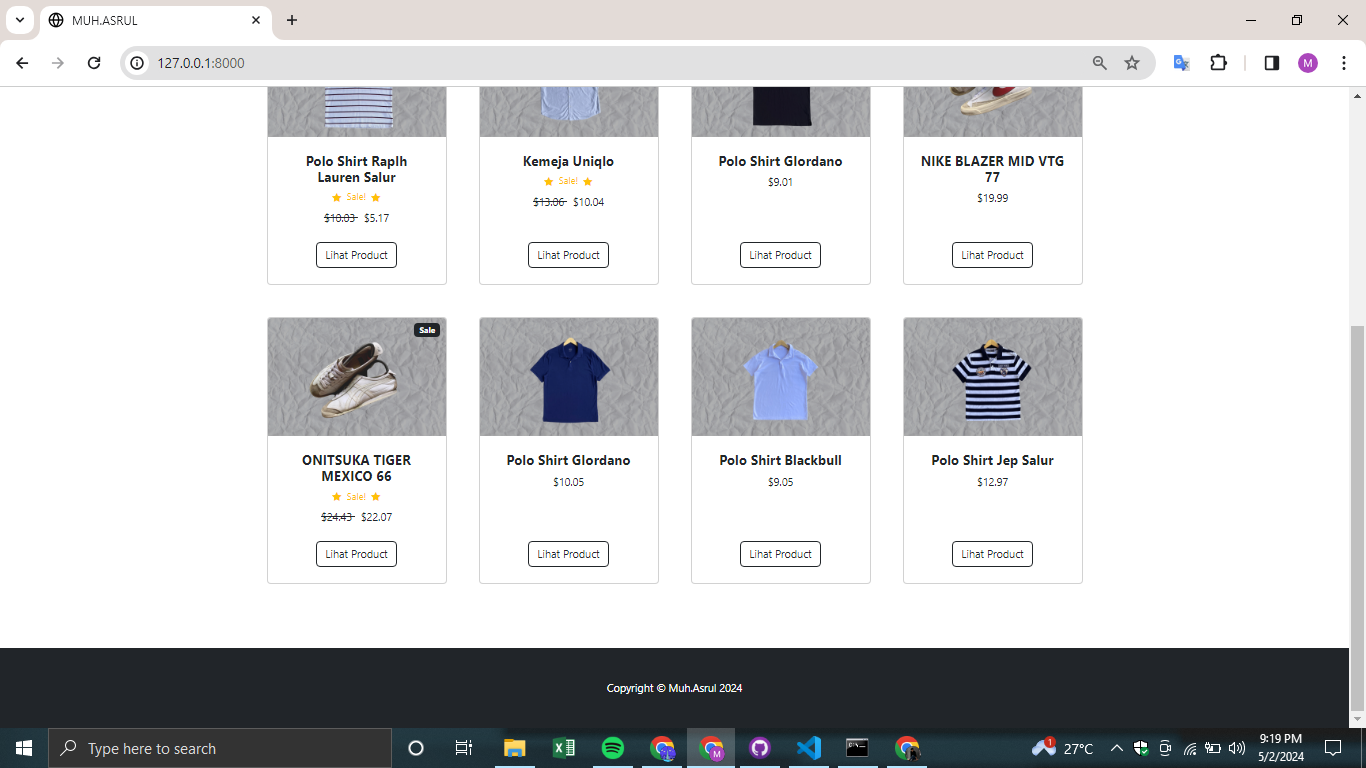 MUH.ASRUL
127.0.0.1:8000
M
Polo Shirt Raplh
Lauren Salur
Sale!
$10.03 $5.17
Lihat Product
Kemeja Uniqlo
Sale!
$13.06 $10.04
Lihat Product
Polo Shirt GIordano
$9.01
Lihat Product
NIKE BLAZER MID VTG
77
$19.99
Lihat Product
Sale
ONITSUKA TIGER
MEXICO 66
Sale!
$24.43 $22.07
Lihat Product
Polo Shirt GIordano
$10.05
Lihat Product
Polo Shirt Blackbull
$9.05
Lihat Product
Polo Shirt Jep Salur
$12.97
Lihat Product
Copyright © Muh.Asrul 2024
Type here to search
M
1
27°C
9:19 PM
5/2/2024